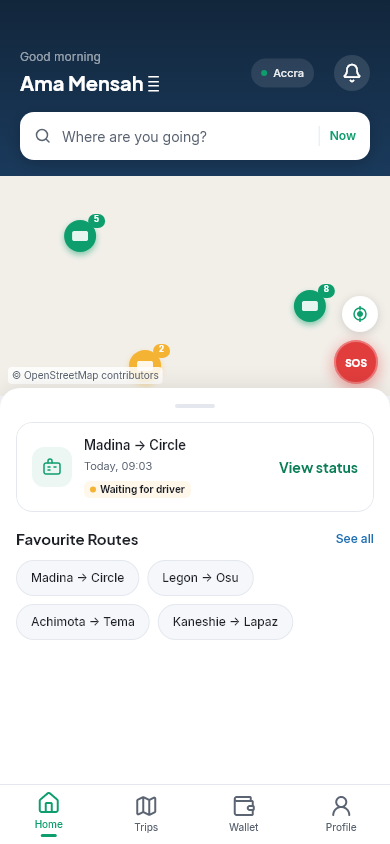 Good morning
Ama Mensah
Accra
Where are you going?
Now
5
8
2
© OpenStreetMap contributors
SOS
Madina → Circle
Today, 09:03
Waiting for driver
View status
Favourite Routes
See all
Madina → Circle
Legon → Osu
Achimota → Tema
Kaneshie → Lapaz
Home
Trips
Wallet
Profile